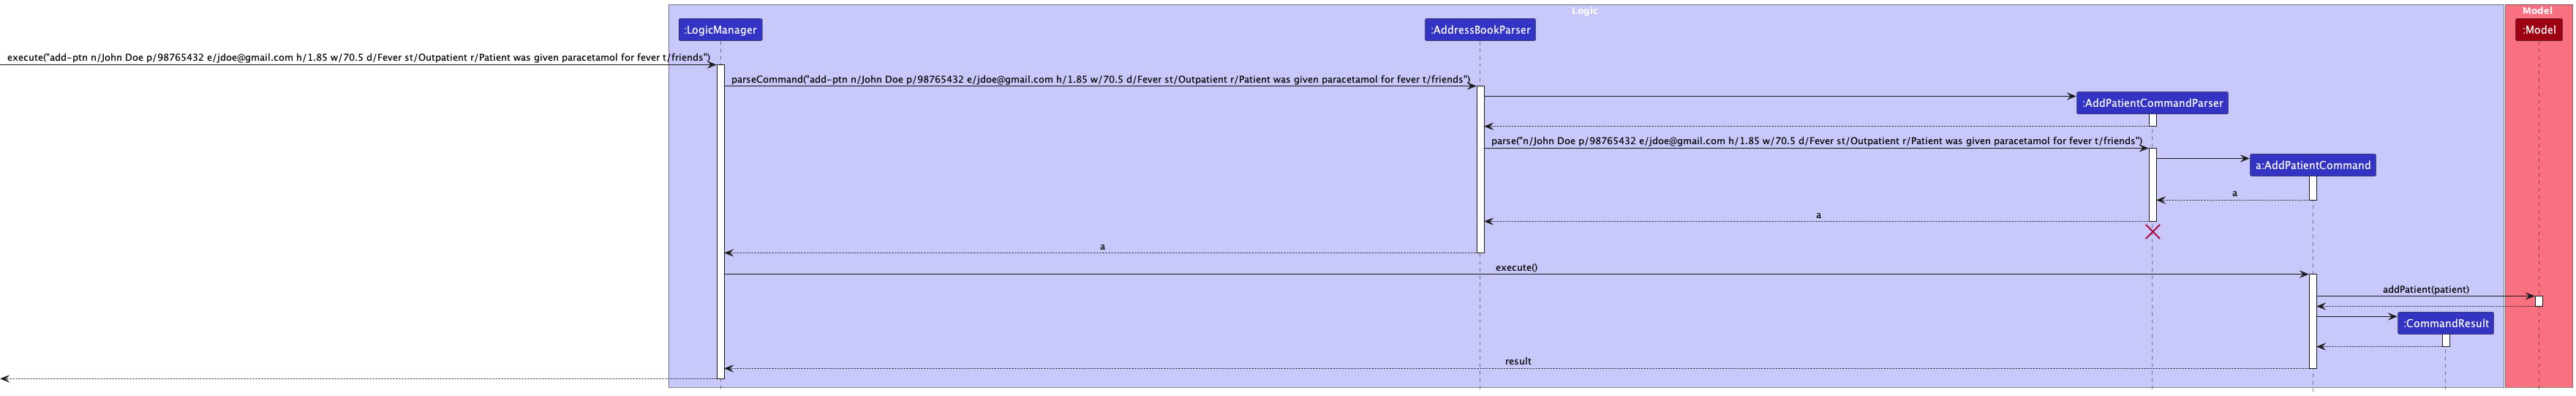 Logic
Model
:LogicManager
:AddressBookParser
:Model
execute("add-ptn n/John Doe p/98765432 e/jdoe@gmail.com h/1.85 w/70.5 d/Fever st/Outpatient r/Patient was given paracetamol for fever t/friends")
parseCommand("add-ptn n/John Doe p/98765432 e/jdoe@gmail.com h/1.85 w/70.5 d/Fever st/Outpatient r/Patient was given paracetamol for fever t/friends")
:AddPatientCommandParser
parse("n/John Doe p/98765432 e/jdoe@gmail.com h/1.85 w/70.5 d/Fever st/Outpatient r/Patient was given paracetamol for fever t/friends")
a:AddPatientCommand
a
a
a
execute()
addPatient(patient)
:CommandResult
result